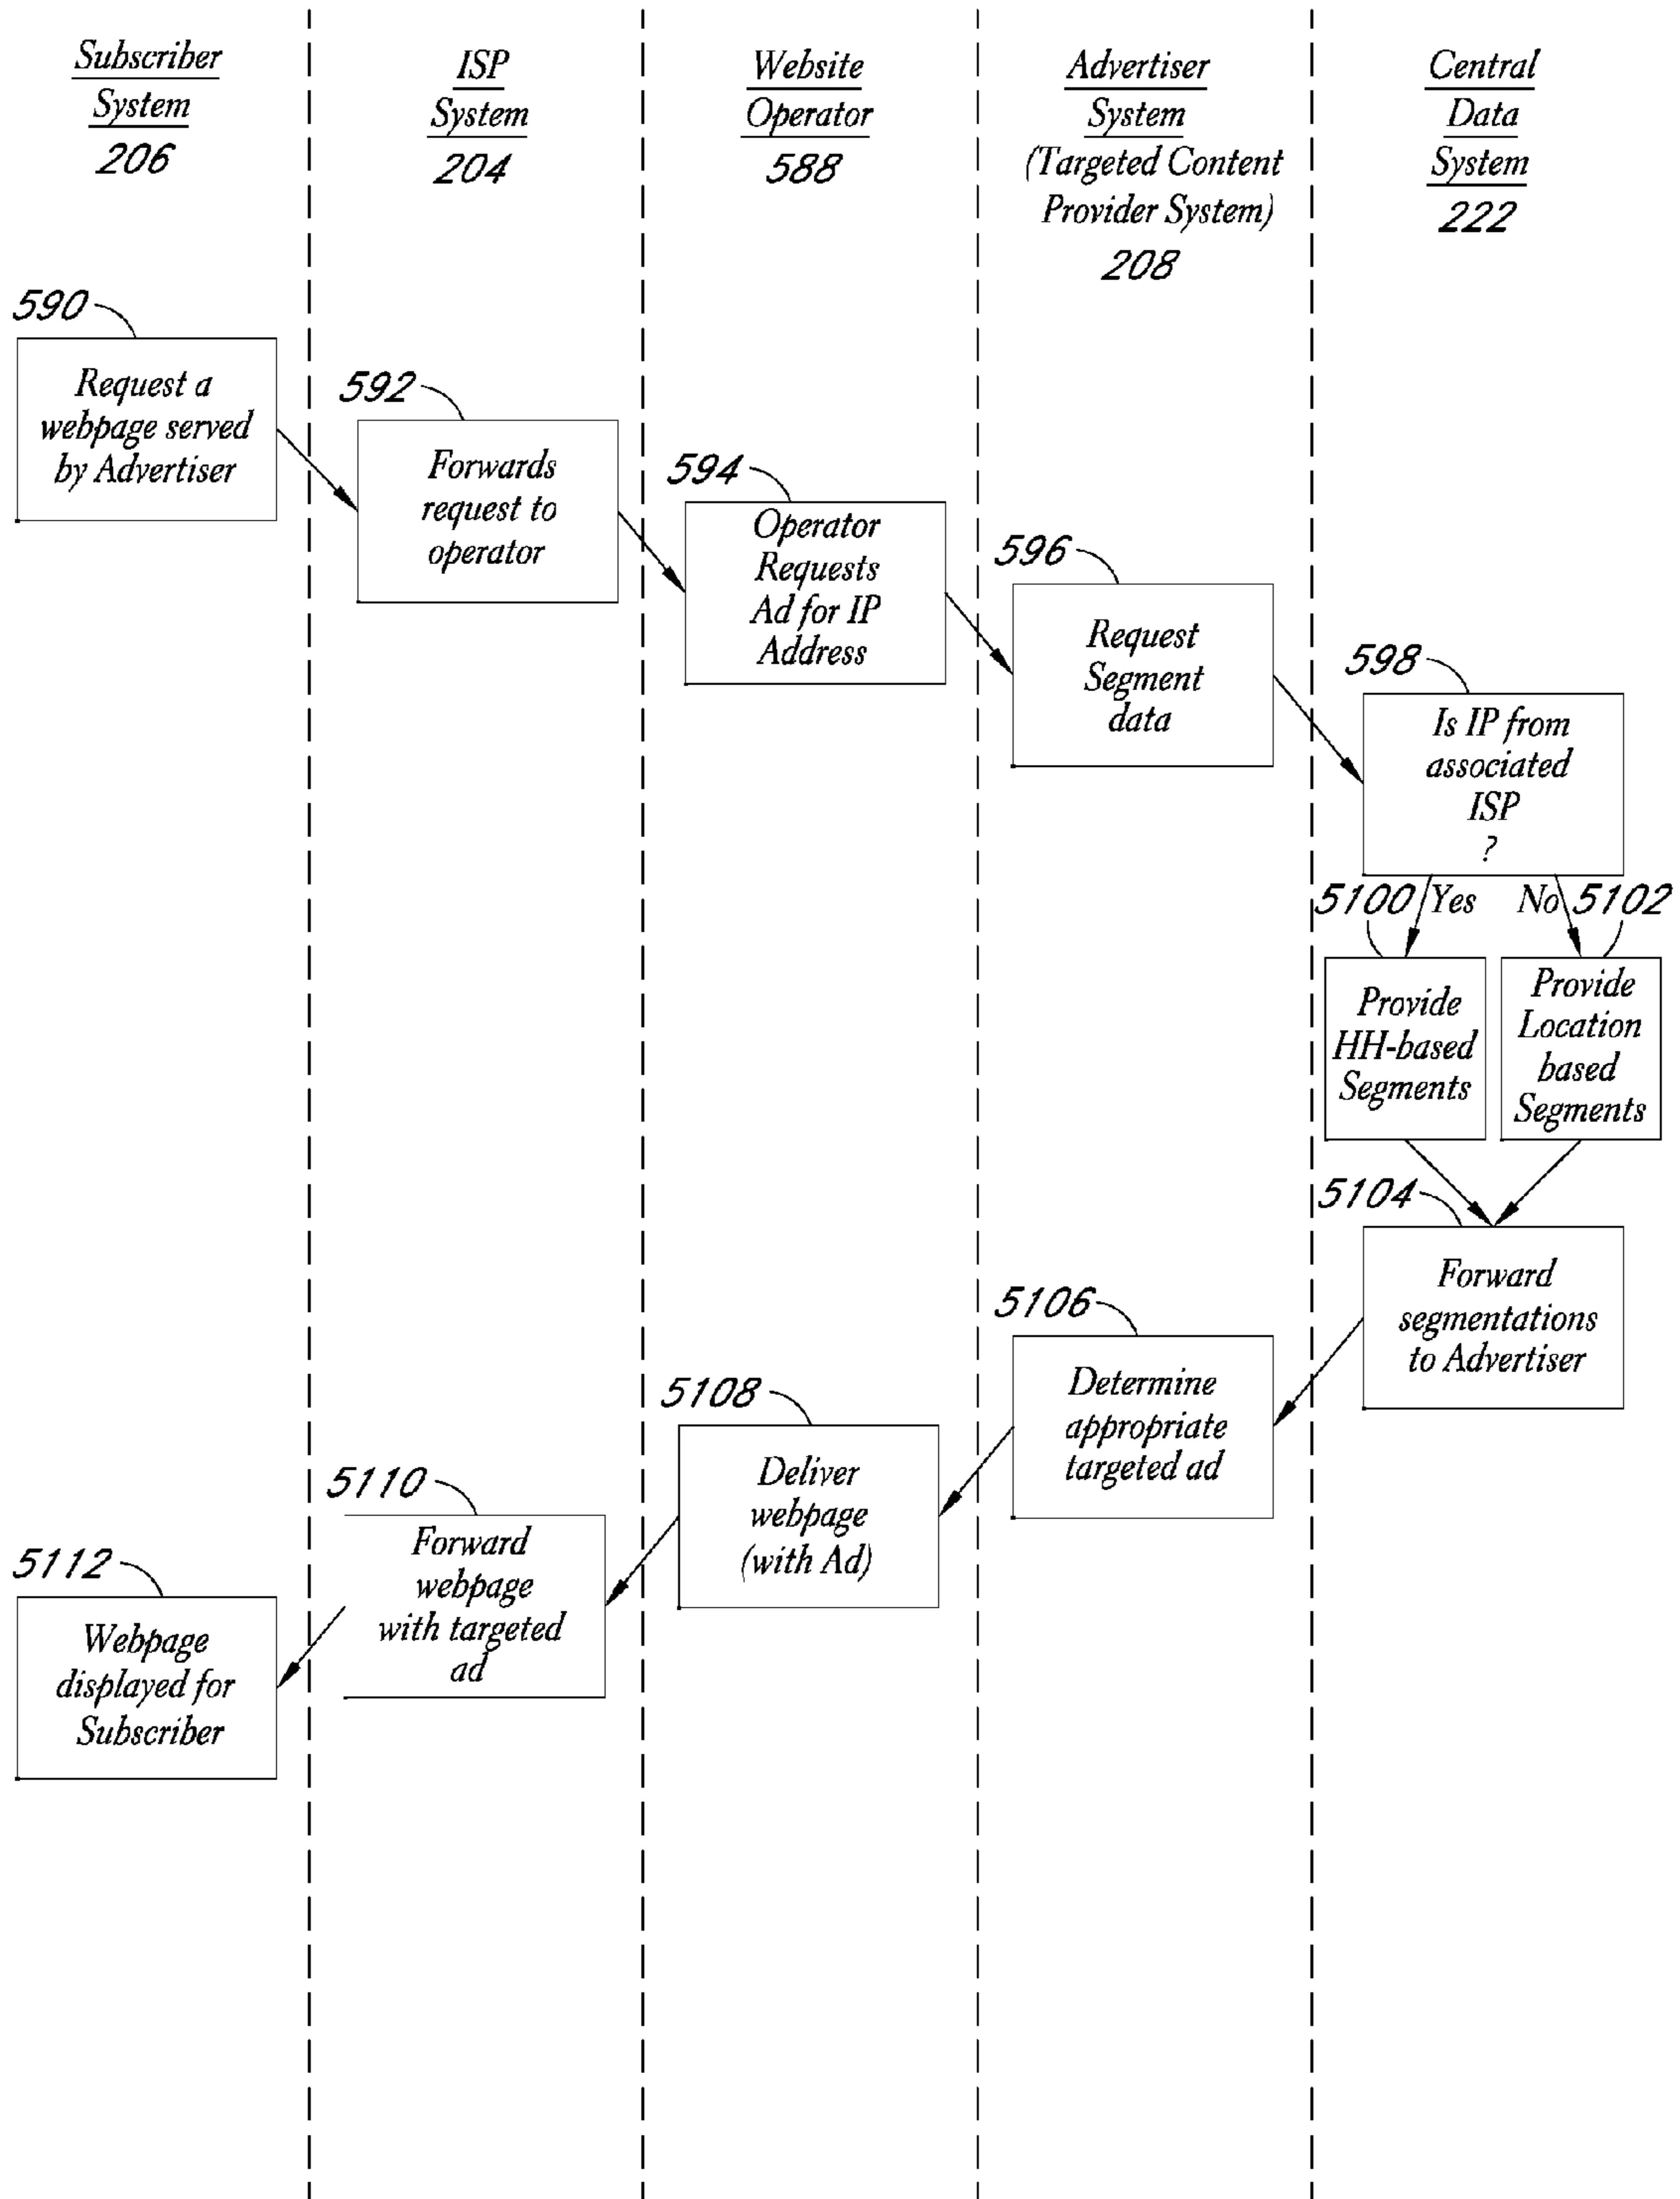 Subscriber
System
206
ISP
System
204
Website
Operator
588
Advertiser
System
(Targeted Content
Provider System)
208
Central
Data
System
222
590
Request a
webpage served
by Advertiser
592
Forwards
request to
operator
594
Operator
Requests
Ad for IP
Address
596
Request
Segment
data
598
Is IP from
associated
ISP
?
5100
Yes
No
5102
Provide
HH-based
Segments
Provide
Location
based
Segments
5104
Forward
segmentations
to Advertiser
5106
Determine
appropriate
targeted ad
5108
Deliver
webpage
(with Ad)
5110
Forward
webpage
with targeted
ad
5112
Webpage
displayed for
Subscriber